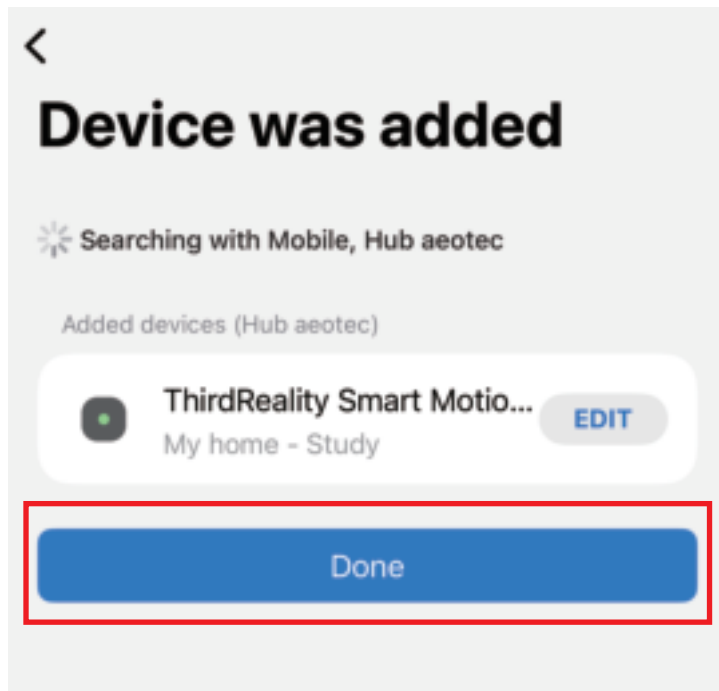 Device was added
Searching with Mobile, Hub aeotec
Added devices (Hub aeotec)
ThirdReality Smart Motio...
EDIT
My home - Study
Done